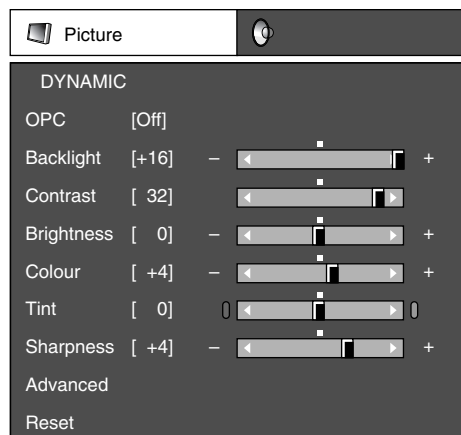 Picture
DYNAMIC
OPC [Off]
Backlight [+16] – +
Contrast [ 32]
Brightness [ 0] – +
Colour [ +4] – +
Tint [ 0]
Sharpness [ +4] – +
Advanced
Reset